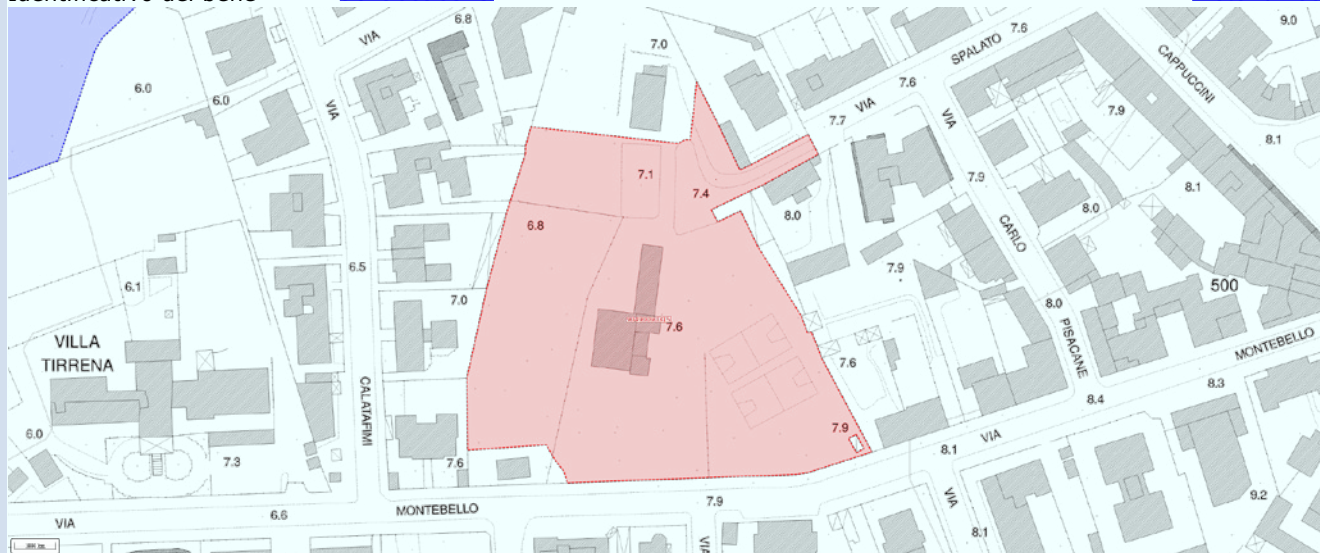 Identificativo del bene
6.8
VIA
7.0
SPALATO
7.6
CAPPUCCINI
9.0
6.0
6.0
VIA
7.6
VIA
7.7
VIA
7.9
8.1
7.1
7.4
7.9
8.0
8.1
6.8
8.0
CARLO
6.5
7.9
6.1
7.0
7.6
8.0
500
VILLA
TIRRENA
PISACANE
MONTEBELLO
7.6
CALATAFIMI
8.3
8.4
6.0
7.9
7.3
7.6
8.1
VIA
7.9
9.2
VIA
6.6
MONTEBELLO
VIA
8.1
VIA